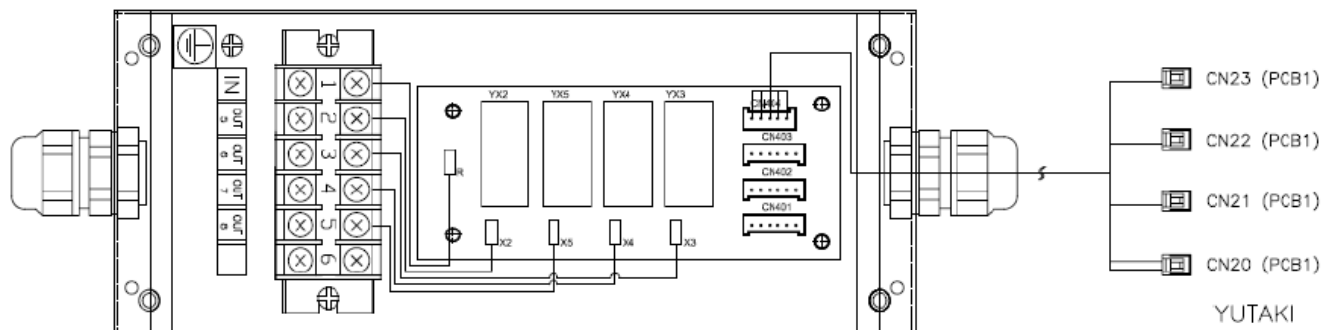 IN
OUT 5
OUT 6
OUT 7
OUT 8
1
2
3
4
5
6
YX2
YX5
YX4
YX3
R
X2
X5
X4
X3
CN404
CN403
CN402
CN401
CN23 (PCB1)
CN22 (PCB1)
CN21 (PCB1)
CN20 (PCB1)
YUTAKI